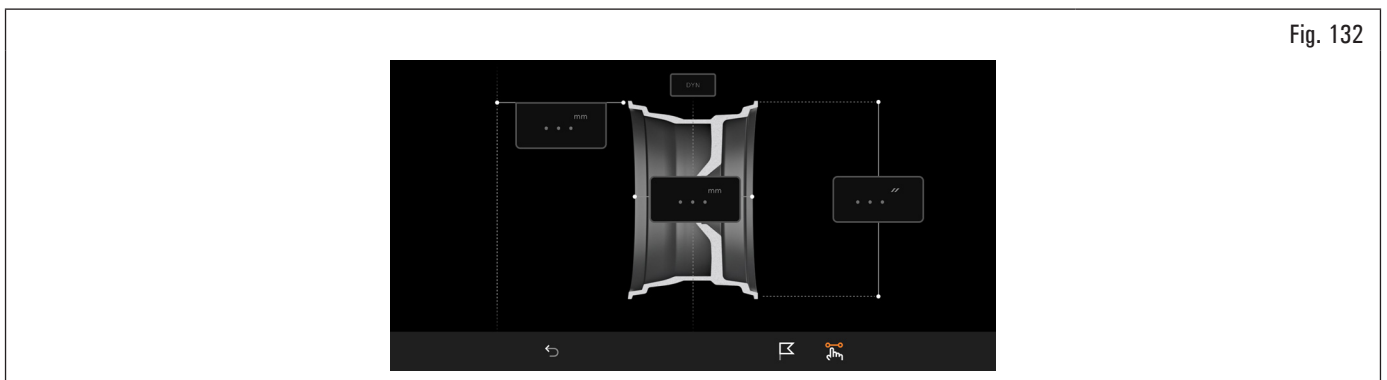 Fig. 132
DYN
mm
. . .
mm
. . .
″
. . .